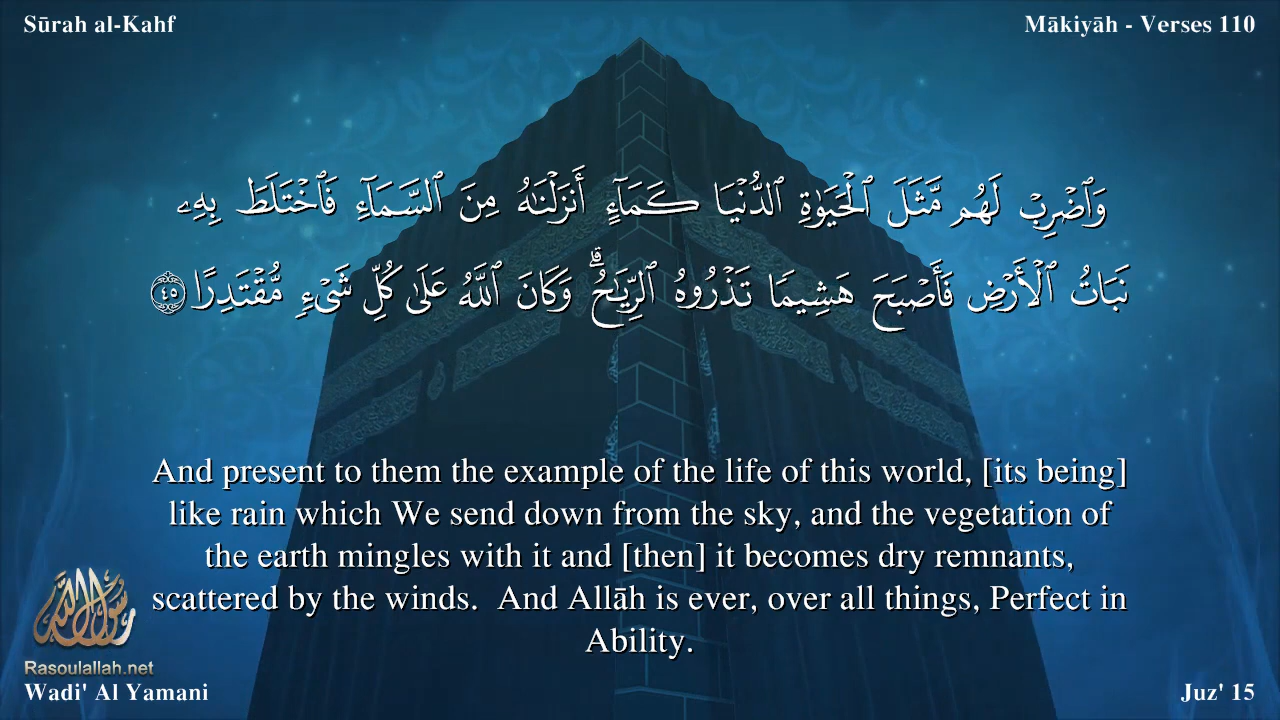 Sūrah al-Kahf
Mākiyāh - Verses 110
وَٱضْرِبْ لَهُم مَّثَلَ ٱلْحَيَوٰةِ ٱلدُّنْيَا كَمَآءٍ أَنزَلْنَٰهُ مِنَ ٱلسَّمَآءِ فَٱخْتَلَطَ بِهِۦ
نَبَاتُ ٱلْأَرْضِ فَأَصْبَحَ هَشِيمًا تَذْرُوهُ ٱلرِّيَٰحُ ۗ وَكَانَ ٱللَّهُ عَلَىٰ كُلِّ شَىْءٍ مُّقْتَدِرًا ٤٥
And present to them the example of the life of this world, [its being]
like rain which We send down from the sky, and the vegetation of
the earth mingles with it and [then] it becomes dry remnants,
scattered by the winds.  And Allāh is ever, over all things, Perfect in
Ability.
رسول الله
Rasoulallah.net
Wadi' Al Yamani
Juz' 15